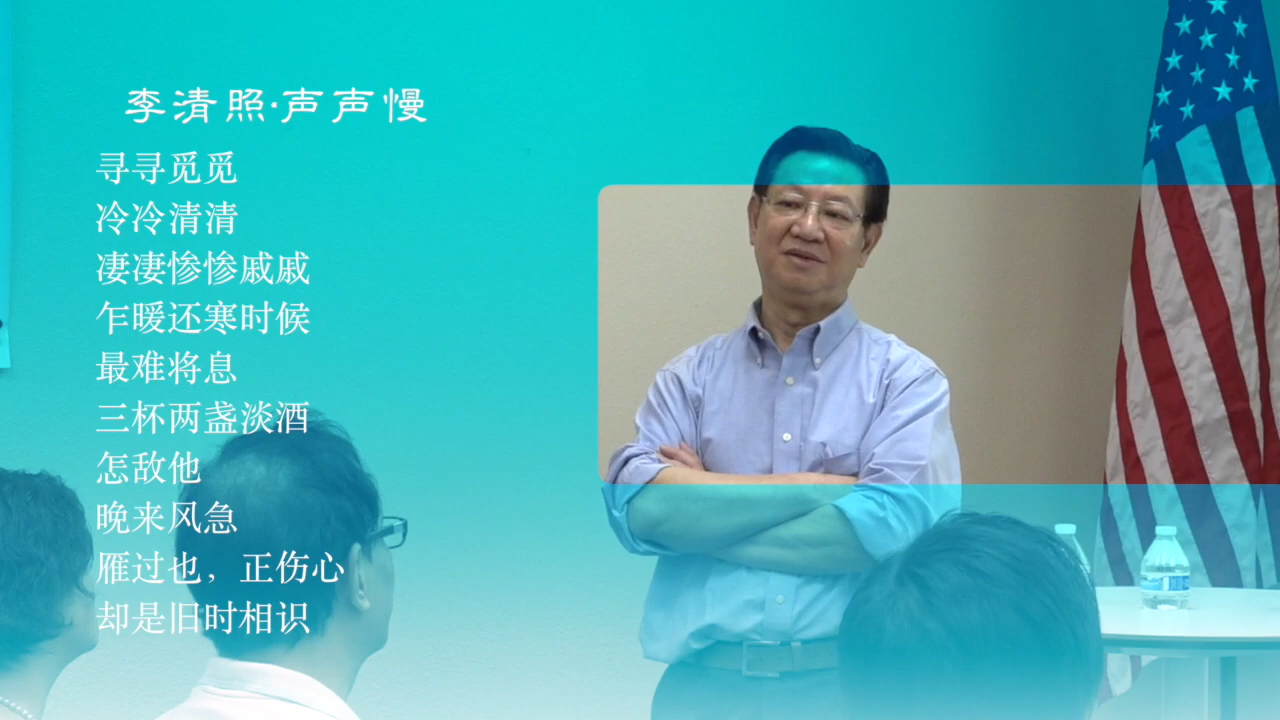 李清照·声声慢
寻寻觅觅
冷冷清清
凄凄惨惨戚戚
乍暖还寒时候
最难将息
三杯两盏淡酒
怎敌他
晚来风急
雁过也，正伤心
却是旧时相识